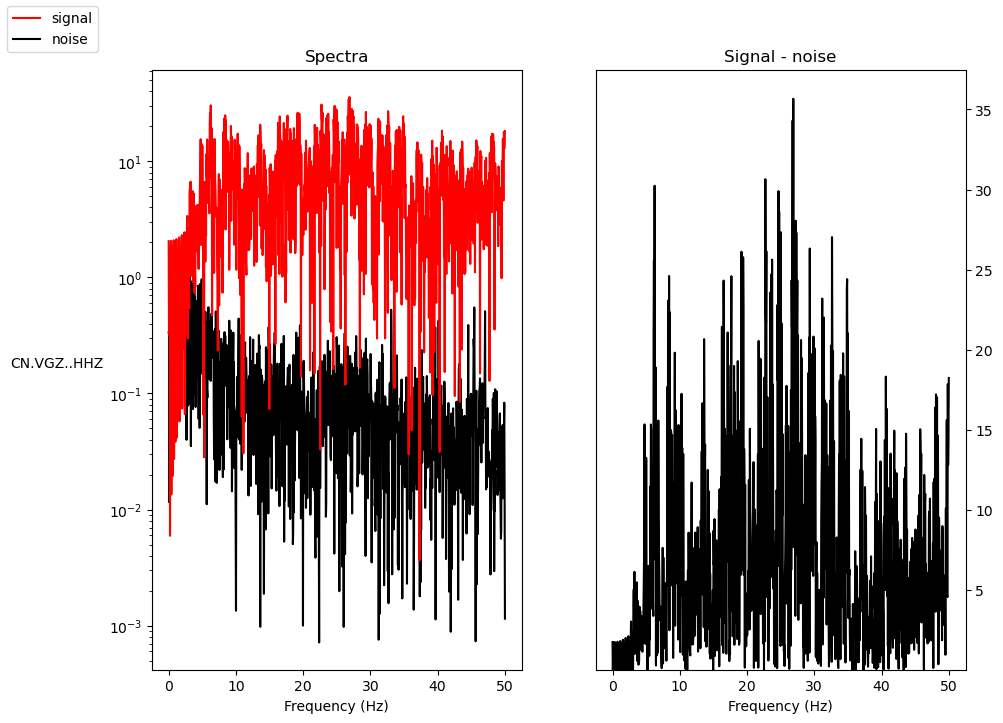 signal
noise
Spectra
Signal - noise
CN.VGZ..HHZ
10¹
10⁰
10⁻¹
10⁻²
10⁻³
0 10 20 30 40 50
Frequency (Hz)
35
30
25
20
15
10
5
0 10 20 30 40 50
Frequency (Hz)